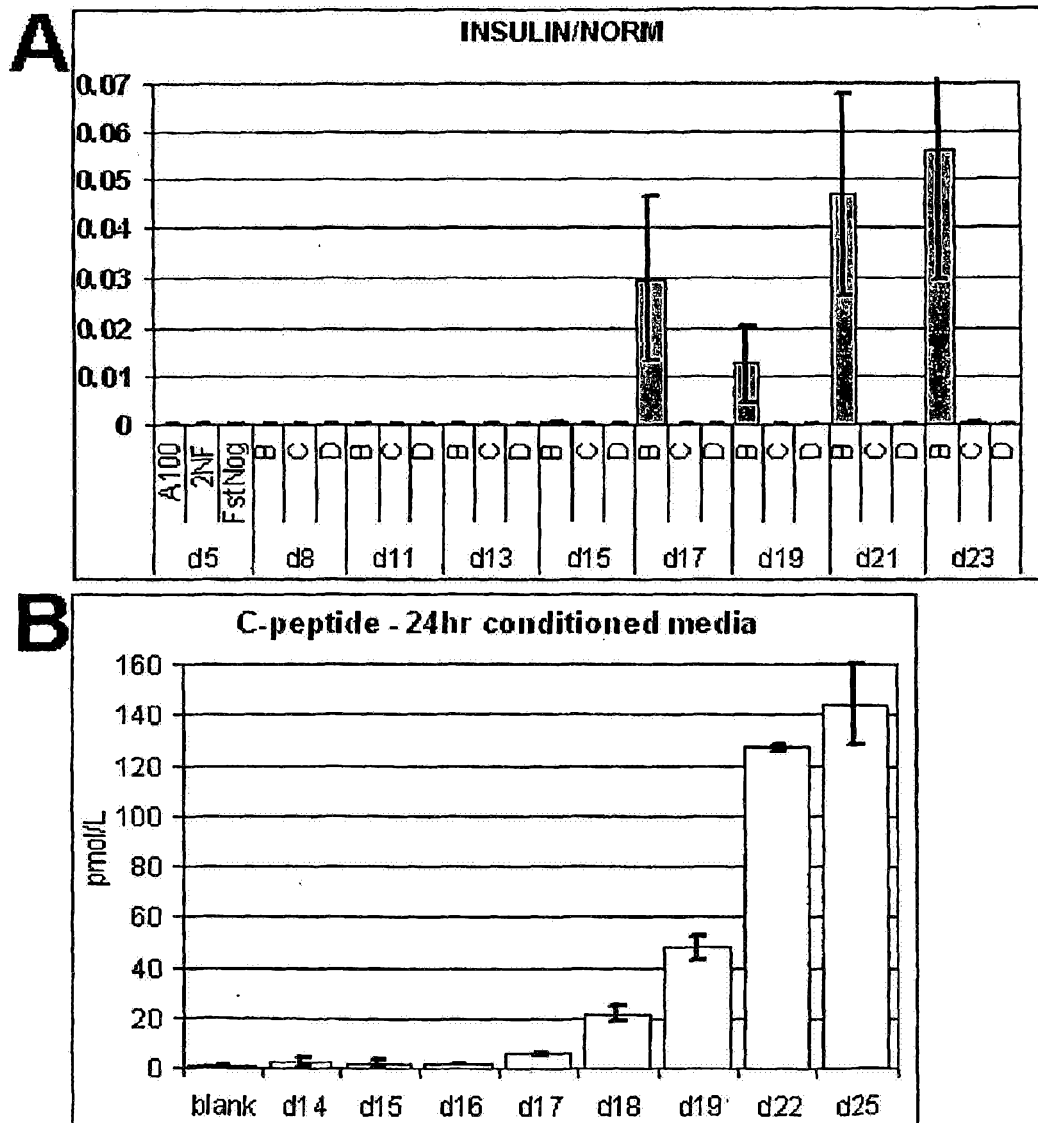 A
INSULIN/NORM
0.07
0.06
0.05
0.04
0.03
0.02
0.01
0
A100 2NF FstNog B C D B C D B C D B C D B C D B C D B C D B C D
d5 d8 d11 d13 d15 d17 d19 d21 d23
B
C-peptide - 24hr conditioned media
pmol/L
160
140
120
100
80
60
40
20
0
blank d14 d15 d16 d17 d18 d19 d22 d25